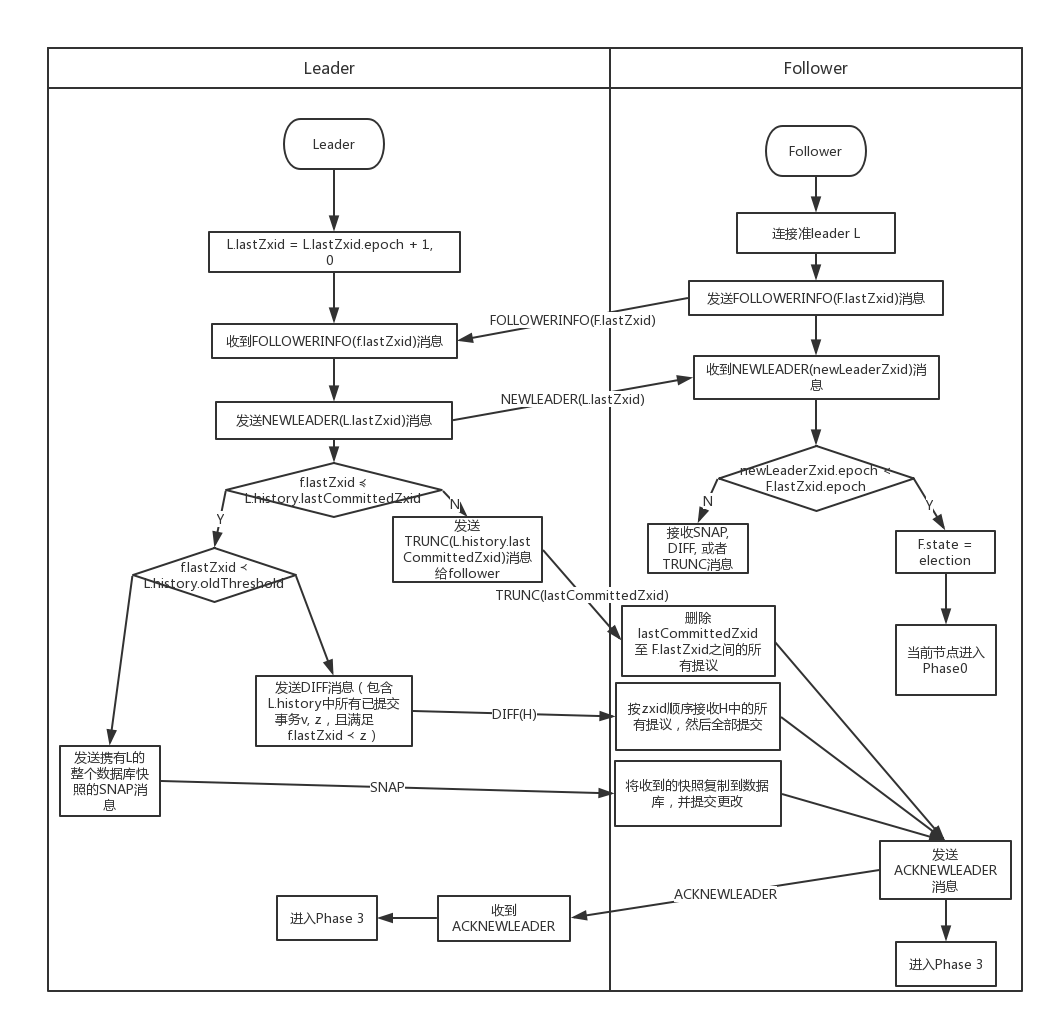 Leader
Follower
Leader
Follower
L.lastZxid = L.lastZxid.epoch + 1,
0
连接准leader L
发送FOLLOWERINFO(F.lastZxid)消息
FOLLOWERINFO(F.lastZxid)
收到FOLLOWERINFO(f.lastZxid)消息
收到NEWLEADER(newLeaderZxid)消
息
NEWLEADER(L.lastZxid)
发送NEWLEADER(L.lastZxid)消息
f.lastZxid ≼
L.history.lastCommittedZxid
newLeaderZxid.epoch <
F.lastZxid.epoch
Y
N
N
Y
发送
TRUNC(L.history.last
CommittedZxid)消息
给follower
接收SNAP,
DIFF, 或者
TRUNC消息
F.state =
election
f.lastZxid ≺
L.history.oldThreshold
TRUNC(lastCommittedZxid)
删除
lastCommittedZxid
至 F.lastZxid之间的所
有提议
当前节点进入
Phase0
发送DIFF消息（包含
L.history中所有已提交
事务v, z，且满足
f.lastZxid ≺ z）
DIFF(H)
按zxid顺序接收H中的所
有提议，然后全部提交
发送携有L的
整个数据库快
照的SNAP消
息
SNAP
将收到的快照复制到数据
库，并提交更改
发送
ACKNEWLEADER
消息
ACKNEWLEADER
收到
ACKNEWLEADER
进入Phase 3
进入Phase 3